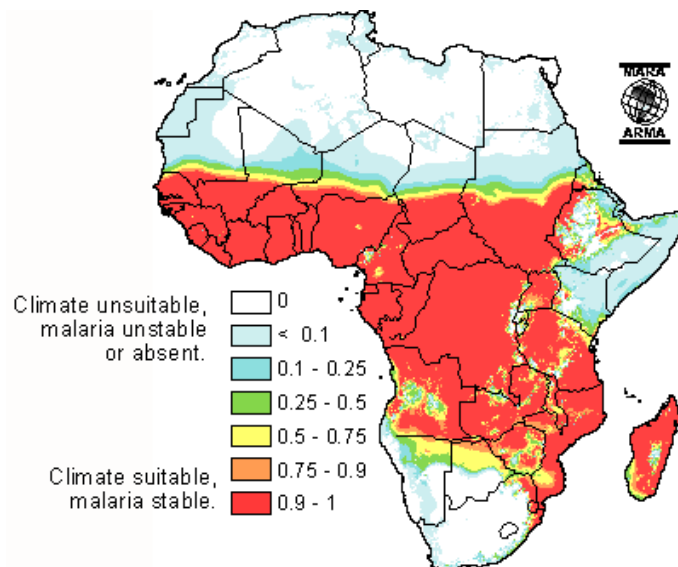 MARA
ARMA
Climate unsuitable,
malaria unstable
or absent.
Climate suitable,
malaria stable.
0
< 0.1
0.1 - 0.25
0.25 - 0.5
0.5 - 0.75
0.75 - 0.9
0.9 - 1